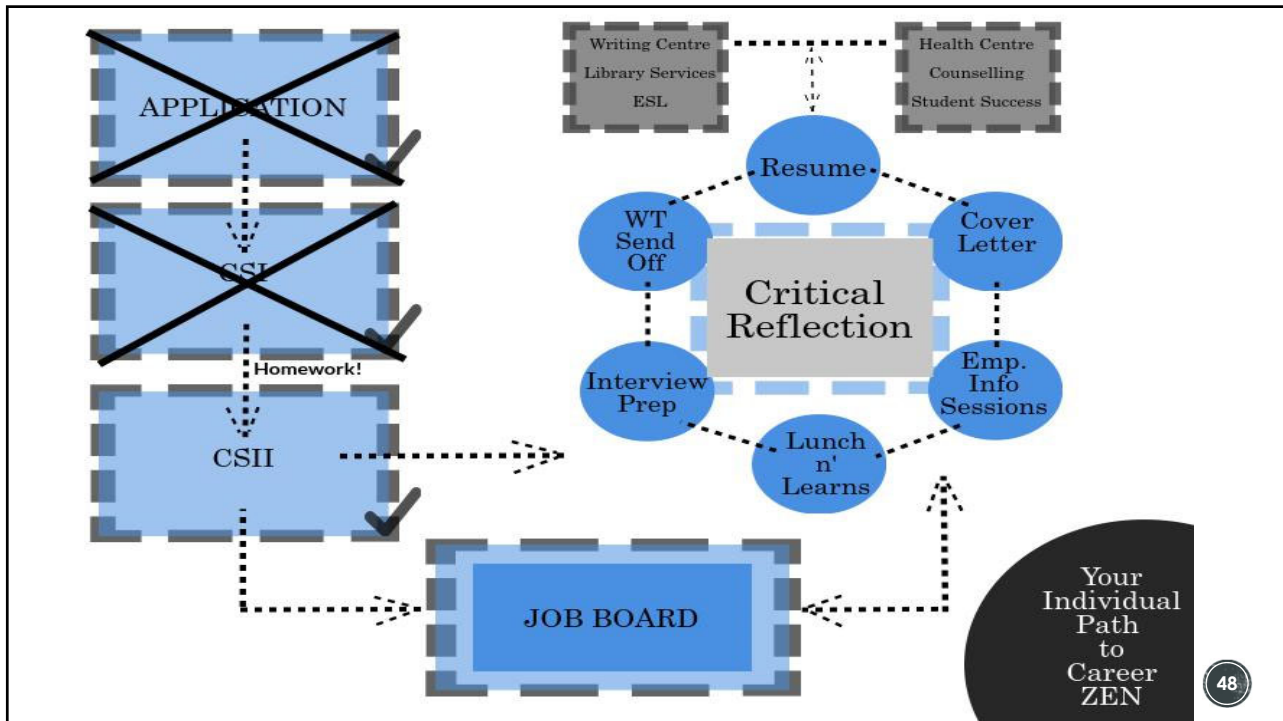 APPLICATION
CSI
Homework!
CSII
Writing Centre
Library Services
ESL
Health Centre
Counselling
Student Success
Resume
WT
Send
Off
Cover
Letter
Critical
Reflection
Interview
Prep
Emp.
Info
Sessions
Lunch
n'
Learns
JOB BOARD
Your
Individual
Path
to
Career
ZEN
48